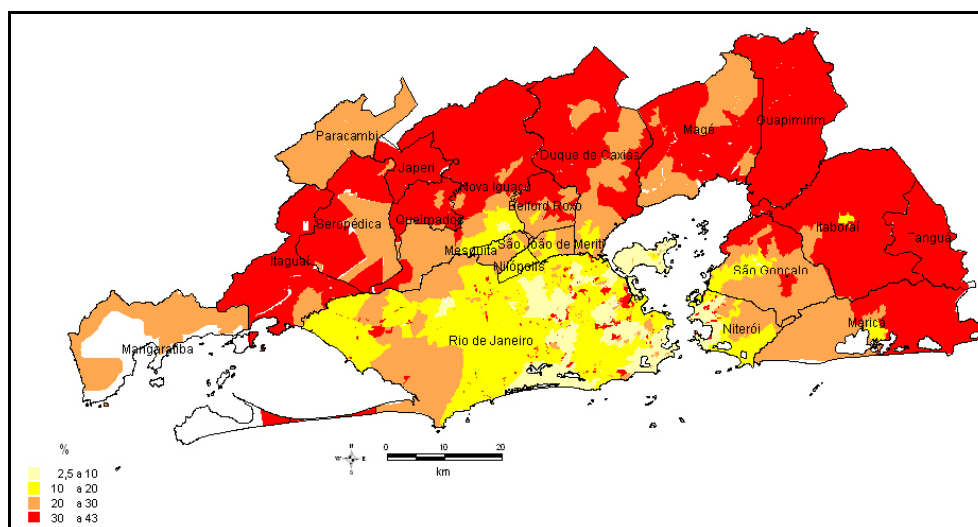 Paracambi
Japeri
Seropédica
Itaguaí
Queimados
Nova Iguaçu
Duque de Caxias
Magé
Guapimirim
Belford Roxo
Mesquita
São João de Meriti
Nilópolis
Itaboraí
Tanguá
São Gonçalo
Niterói
Maricá
Rio de Janeiro
Mangaratiba
%
2,5 a 10
10 a 20
20 a 30
30 a 43
N
W E
S
0 10 20
km